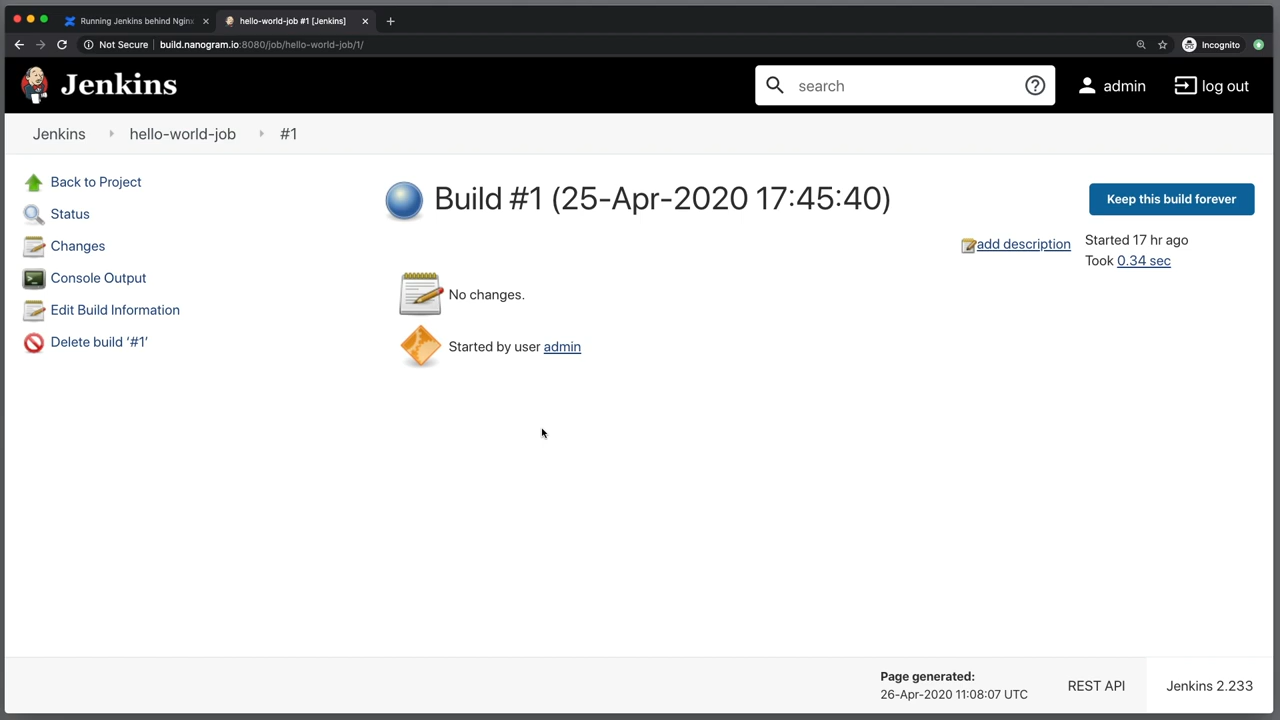 Running Jenkins behind Nginx
hello-world-job #1 [Jenkins]
Not Secure | build.nanogram.io:8080/job/hello-world-job/1/
Incognito
Jenkins
search
admin
log out
Jenkins
hello-world-job
#1
Back to Project
Status
Changes
Console Output
Edit Build Information
Delete build ‘#1’
Build #1 (25-Apr-2020 17:45:40)
Keep this build forever
add description
Started 17 hr ago
Took 0.34 sec
No changes.
Started by user admin
Page generated:
26-Apr-2020 11:08:07 UTC
REST API
Jenkins 2.233